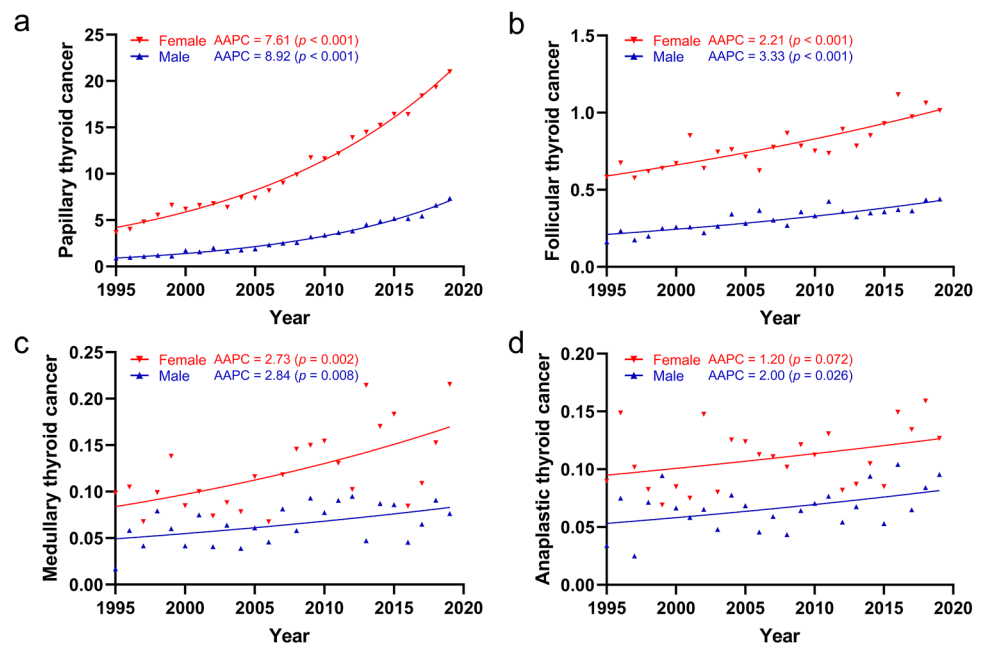 a
Female AAPC = 7.61 (p < 0.001)
Male AAPC = 8.92 (p < 0.001)
Papillary thyroid cancer
25
20
15
10
5
0
1995 2000 2005 2010 2015 2020
Year
b
Female AAPC = 2.21 (p < 0.001)
Male AAPC = 3.33 (p < 0.001)
Follicular thyroid cancer
1.5
1.0
0.5
0.0
1995 2000 2005 2010 2015 2020
Year
c
Female AAPC = 2.73 (p = 0.002)
Male AAPC = 2.84 (p = 0.008)
Medullary thyroid cancer
0.25
0.20
0.15
0.10
0.05
0.00
1995 2000 2005 2010 2015 2020
Year
d
Female AAPC = 1.20 (p = 0.072)
Male AAPC = 2.00 (p = 0.026)
Anaplastic thyroid cancer
0.20
0.15
0.10
0.05
0.00
1995 2000 2005 2010 2015 2020
Year